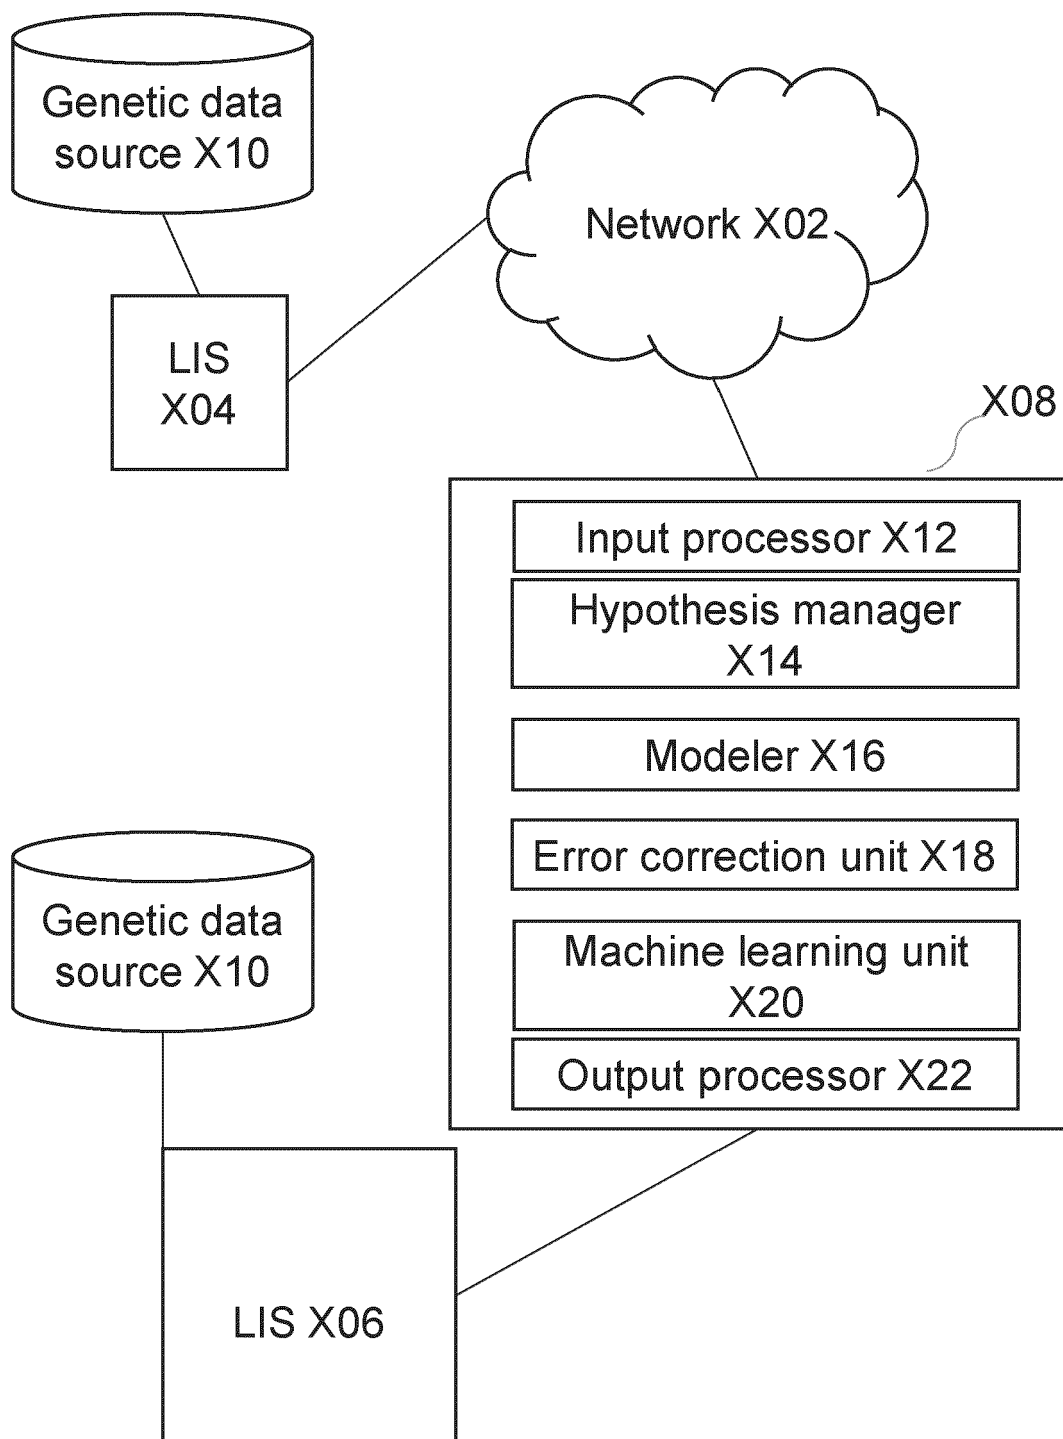 Genetic data
source X10
Network X02
LIS
X04
X08
Input processor X12
Hypothesis manager
X14
Modeler X16
Error correction unit X18
Genetic data
source X10
Machine learning unit
X20
Output processor X22
LIS X06